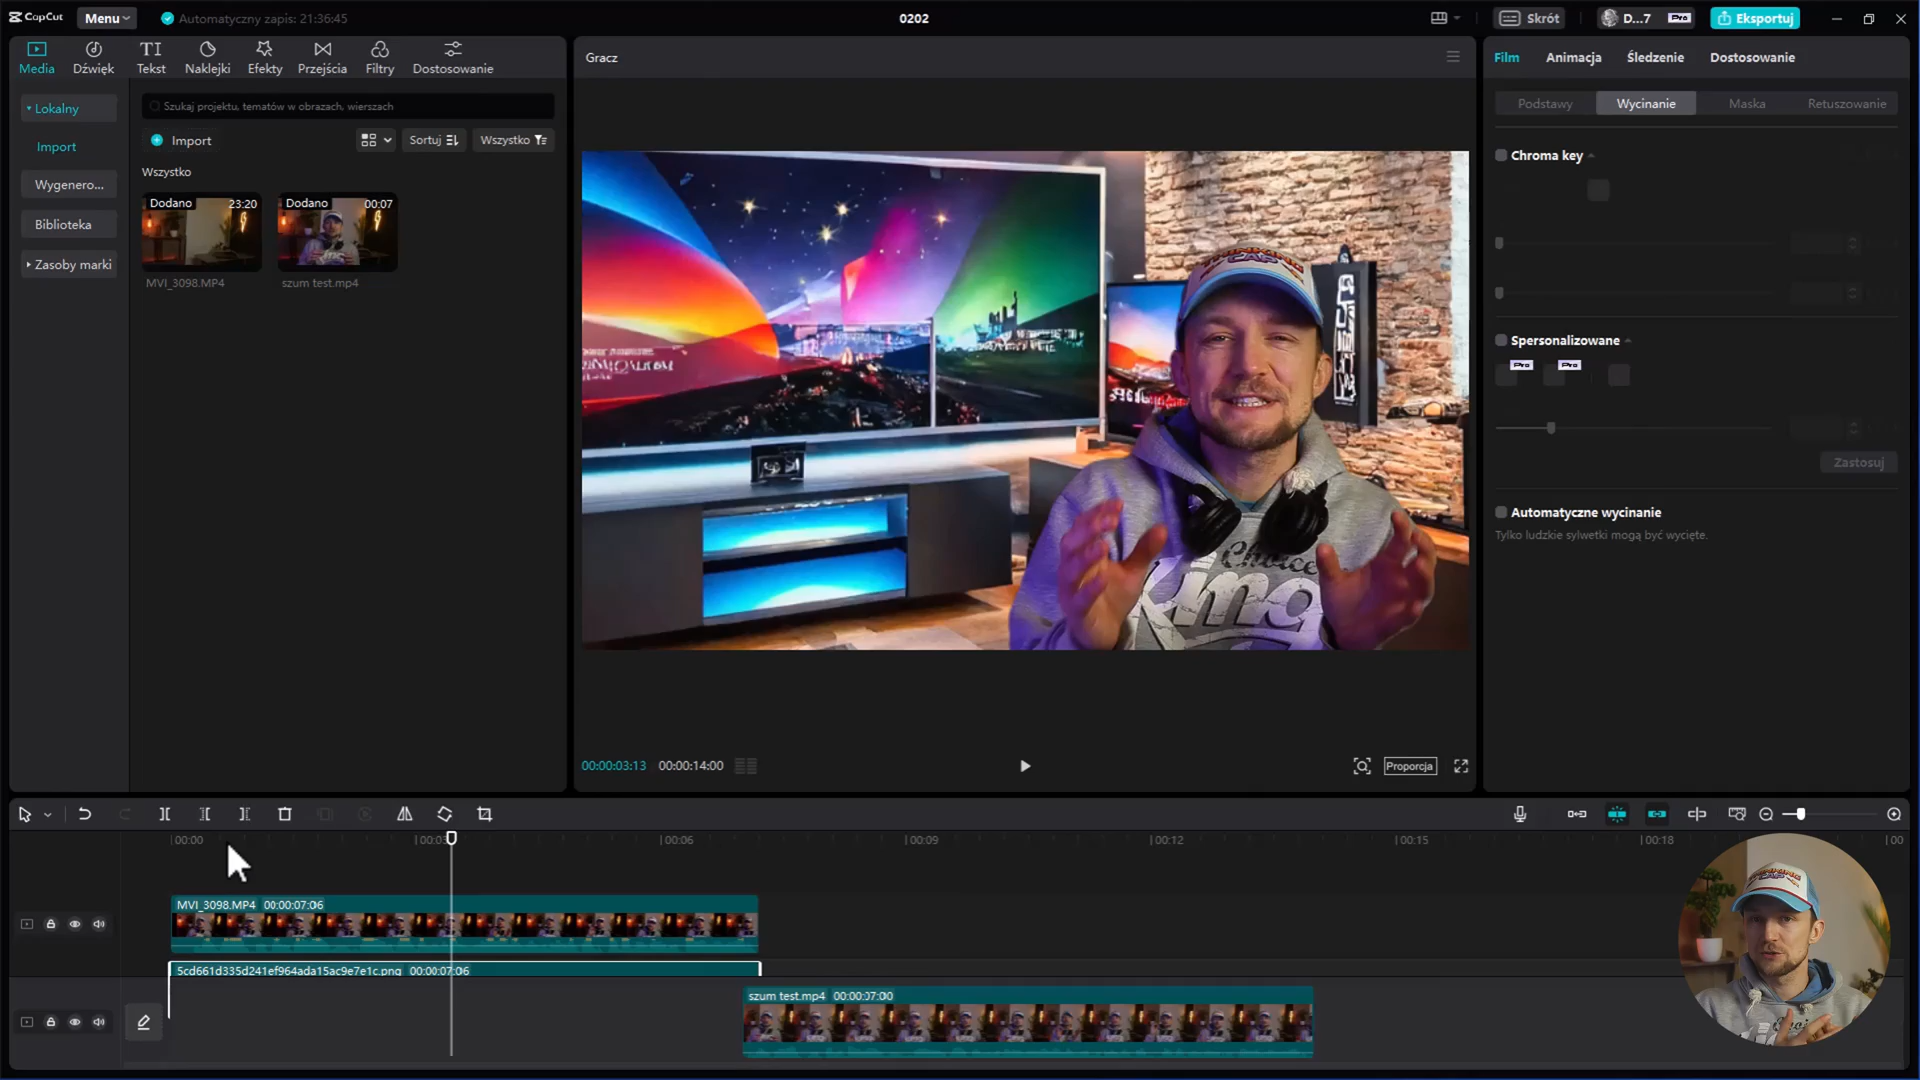 CapCut
Menu
Automatyczny zapis: 21:36:45
0202
Skrót
D...7
Pro
Eksportuj
Media
Dźwięk
Tekst
Naklejki
Efekty
Przejścia
Filtry
Dostosowanie
Gracz
Film
Animacja
Śledzenie
Dostosowanie
Lokalny
Import
Wygenero...
Biblioteka
Zasoby marki
Szukaj projektu, tematów w obrazach, wierszach
Import
Sortuj
Wszystko
Wszystko
Dodano
23:20
Dodano
00:07
MVI_3098.MP4
szum test.mp4
Podstawy
Wycinanie
Maska
Retuszowanie
Chroma key
Spersonalizowane
Pro
Pro
Zastosuj
Automatyczne wycinanie
Tylko ludzkie sylwetki mogą być wycięte.
THINKING
CAP
Choice
King
00:00:03:13
00:00:14:00
Proporcja
00:00
00:03
00:06
00:09
00:12
00:15
00:18
00
MVI_3098.MP4 00:00:07:06
5cd661d335d241ef964ada15ac9e7e1c.png 00:00:07:06
szum test.mp4 00:00:07:00